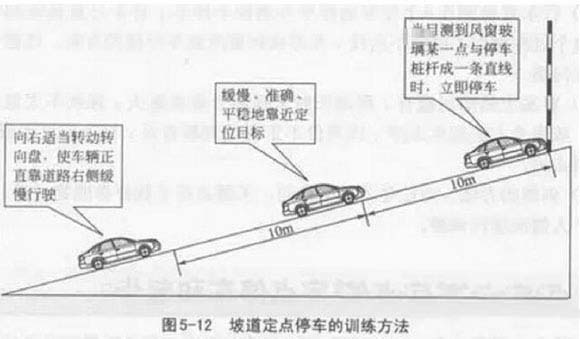 当目测到风窗玻
璃某一点与停车
桩杆成一条直线
时，立即停车
缓慢、准确、
平稳地靠近定
位目标
向右适当转动转
向盘，使车辆正
直靠道路右侧缓
慢行驶
10m
10m
图5-12 坡道定点停车的训练方法